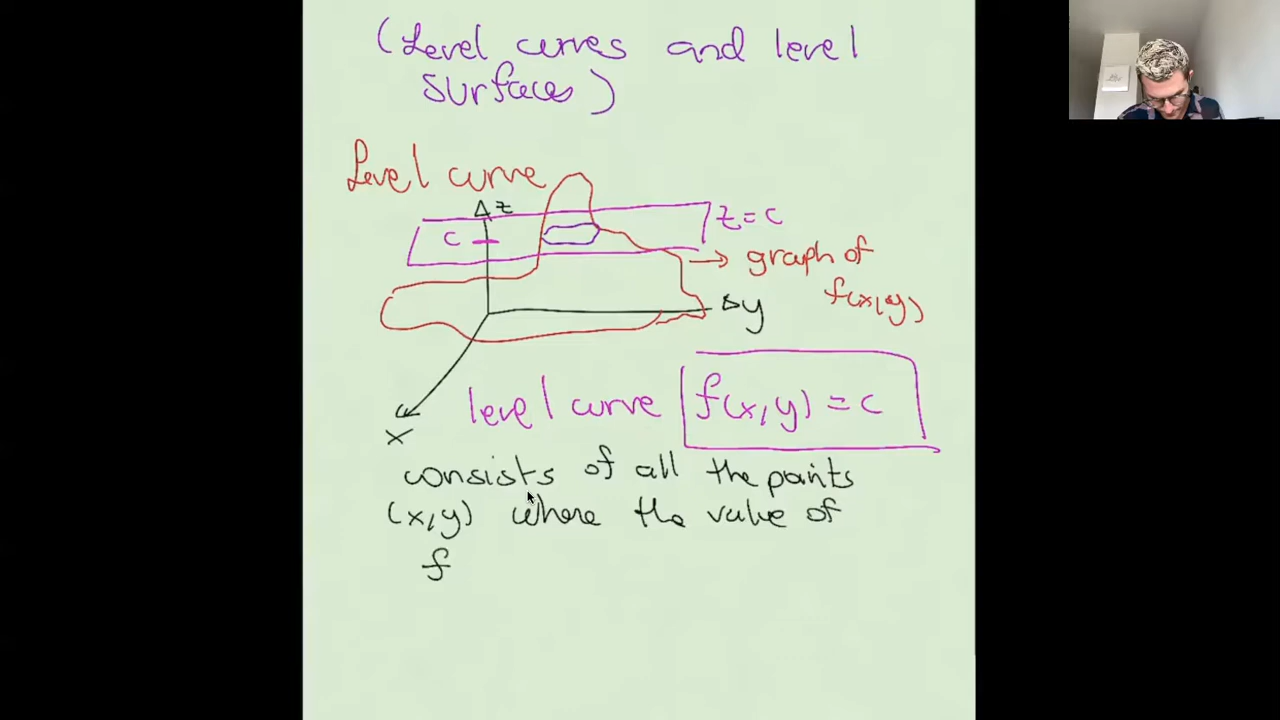 (Level curves and level
surfaces)
Level curve
z
c
z = c
graph of
f(x,y)
y
x
level curve f(x,y) = c
consists of all the points
(x,y) where the value of
f